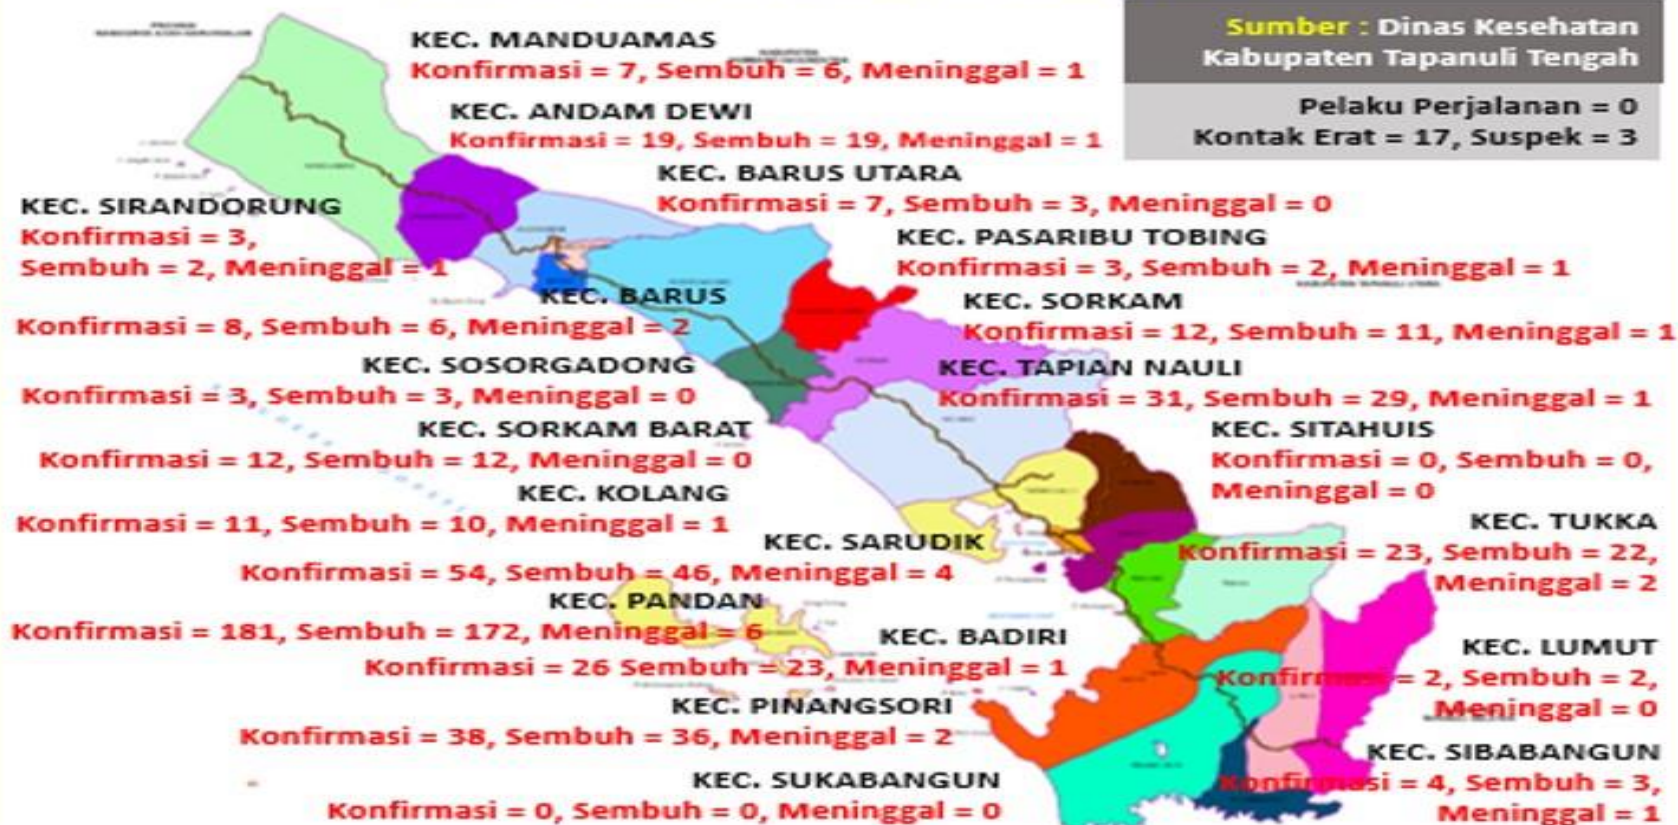 Sumber : Dinas Kesehatan
Kabupaten Tapanuli Tengah
Pelaku Perjalanan = 0
Kontak Erat = 17, Suspek = 3
KEC. MANDUAMAS
Konfirmasi = 7, Sembuh = 6, Meninggal = 1
KEC. ANDAM DEWI
Konfirmasi = 19, Sembuh = 19, Meninggal = 1
KEC. BARUS UTARA
Konfirmasi = 7, Sembuh = 3, Meninggal = 0
KEC. SIRANDORUNG
Konfirmasi = 3,
Sembuh = 2, Meninggal = 1
KEC. PASARIBU TOBING
Konfirmasi = 3, Sembuh = 2, Meninggal = 1
KEC. BARUS
Konfirmasi = 8, Sembuh = 6, Meninggal = 2
KEC. SORKAM
Konfirmasi = 12, Sembuh = 11, Meninggal = 1
KEC. SOSORGADONG
Konfirmasi = 3, Sembuh = 3, Meninggal = 0
KEC. TAPIAN NAULI
Konfirmasi = 31, Sembuh = 29, Meninggal = 1
KEC. SORKAM BARAT
Konfirmasi = 12, Sembuh = 12, Meninggal = 0
KEC. SITAHUIS
Konfirmasi = 0, Sembuh = 0,
Meninggal = 0
KEC. KOLANG
Konfirmasi = 11, Sembuh = 10, Meninggal = 1
KEC. TUKKA
Konfirmasi = 23, Sembuh = 22,
Meninggal = 2
KEC. SARUDIK
Konfirmasi = 54, Sembuh = 46, Meninggal = 4
KEC. PANDAN
Konfirmasi = 181, Sembuh = 172, Meninggal = 6
KEC. BADIRI
Konfirmasi = 26 Sembuh = 23, Meninggal = 1
KEC. LUMUT
Konfirmasi = 2, Sembuh = 2,
Meninggal = 0
KEC. PINANGSORI
Konfirmasi = 38, Sembuh = 36, Meninggal = 2
KEC. SIBABANGUN
Konfirmasi = 4, Sembuh = 3,
Meninggal = 1
KEC. SUKABANGUN
Konfirmasi = 0, Sembuh = 0, Meninggal = 0